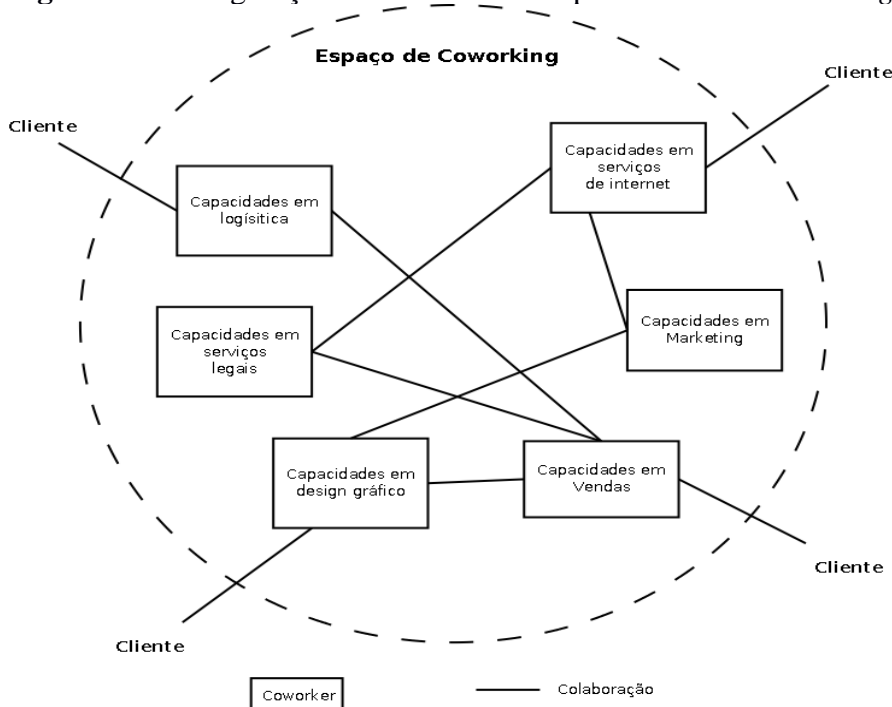 Espaço de Coworking
Cliente
Cliente
Capacidades em
serviços
de internet
Capacidades em
logísitica
Capacidades em
Marketing
Capacidades em
serviços
legais
Capacidades em
design gráfico
Capacidades em
Vendas
Cliente
Cliente
Coworker
Colaboração